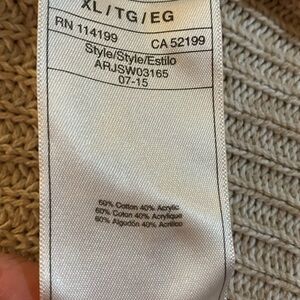 XL / TG / EG
RN 114199 CA 52199
Style/Style/Estilo
ARJSW03165
07-15
60% Cotton 40% Acrylic
60% Coton 40% Acrylique
60% Algodón 40% Acrílico